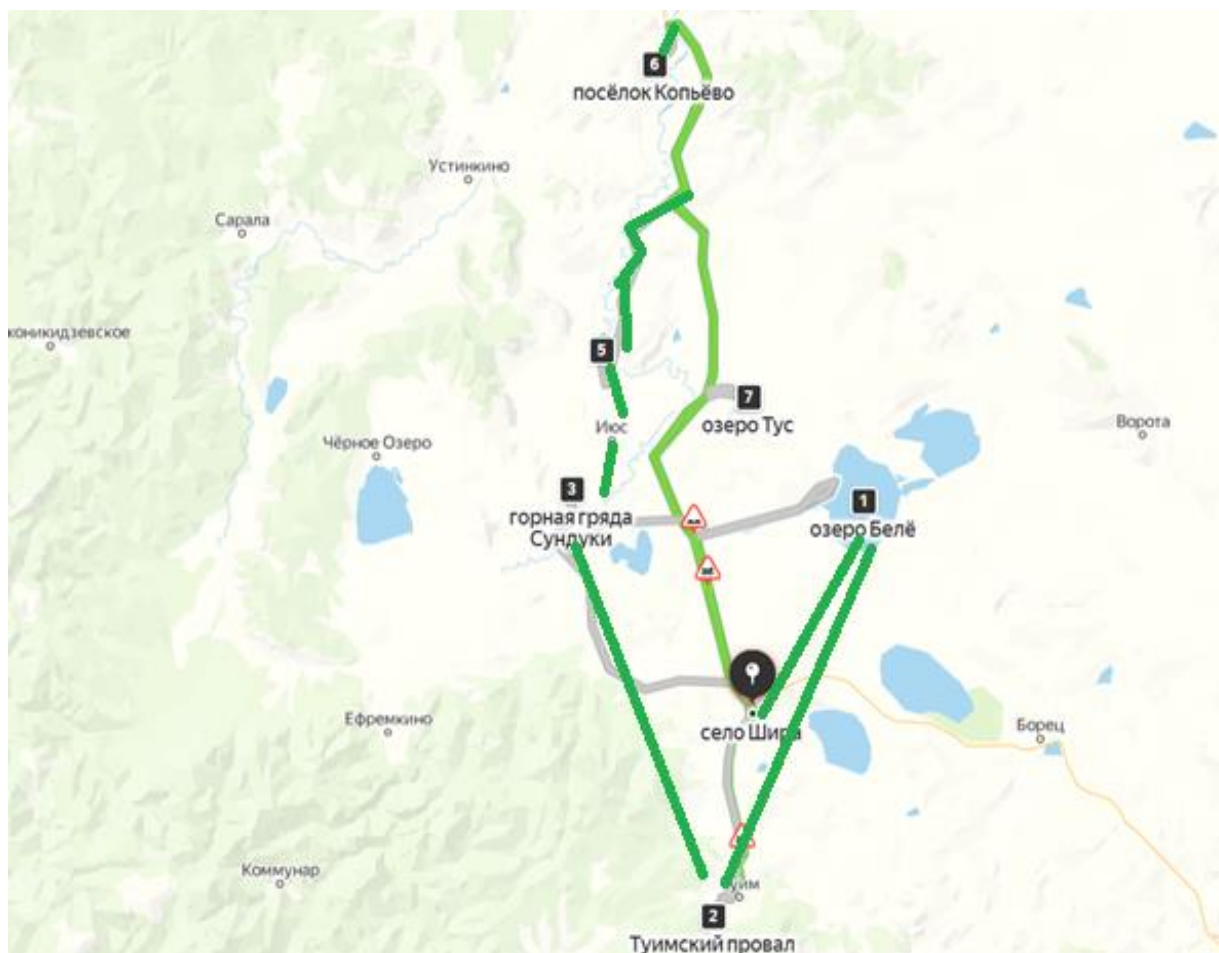 6
посёлок Копьёво
Устинкино
Сарала
коникидзевское
5
7
озеро Тус
Ворота
Июс
Чёрное Озеро
3
горная гряда
Сундуки
1
озеро Белё
село Шира
Ефремкино
Борец
Коммунар
Туим
2
Туимский провал